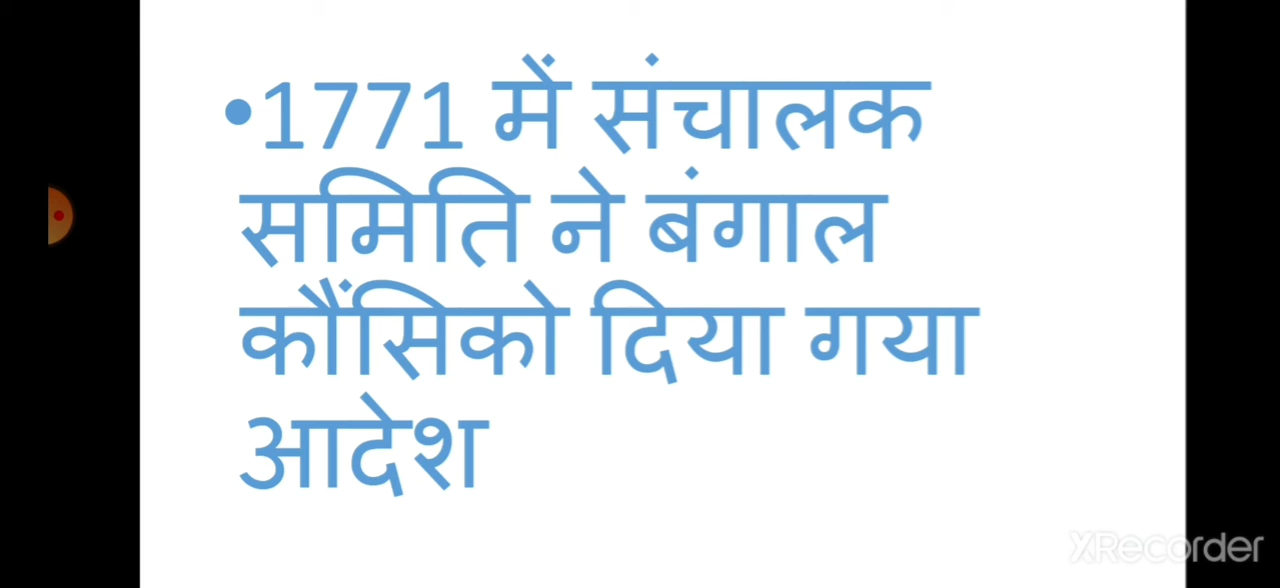 •1771 में संचालक
समिति ने बंगाल
कौंसिको दिया गया
आदेश
XRecorder